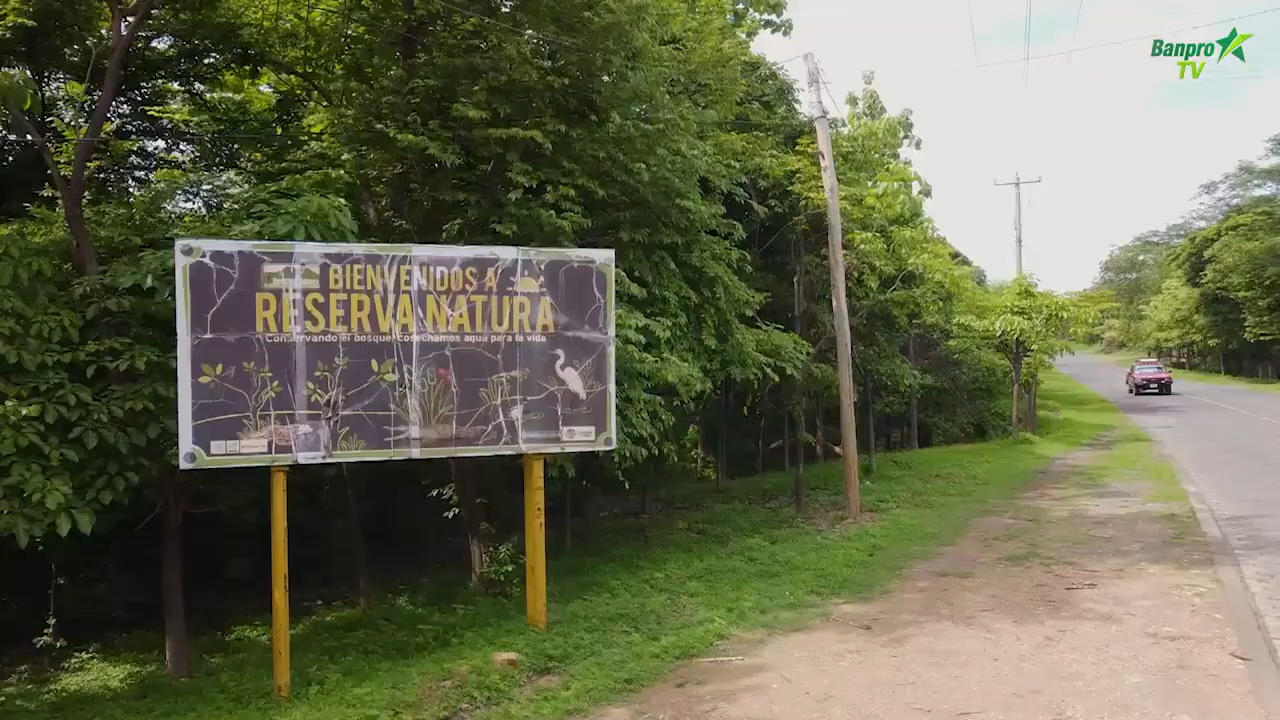 Banpro
TV
BIENVENIDOS A
RESERVA NATURA
Conservando el bosque, cosechamos agua para la vida